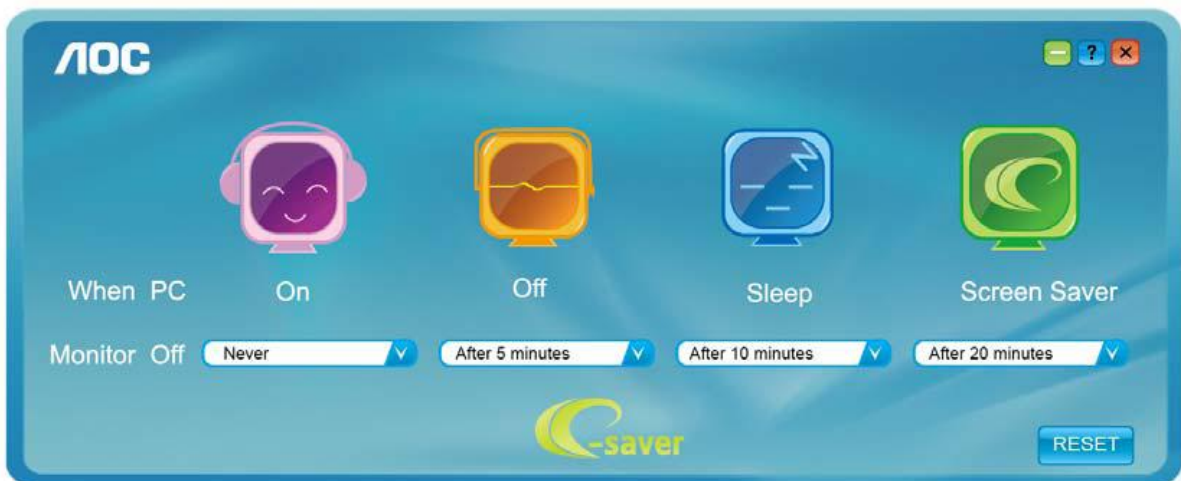 AOC
?
When PC On Off Sleep Screen Saver
Monitor Off Never After 5 minutes After 10 minutes After 20 minutes
e-saver
RESET